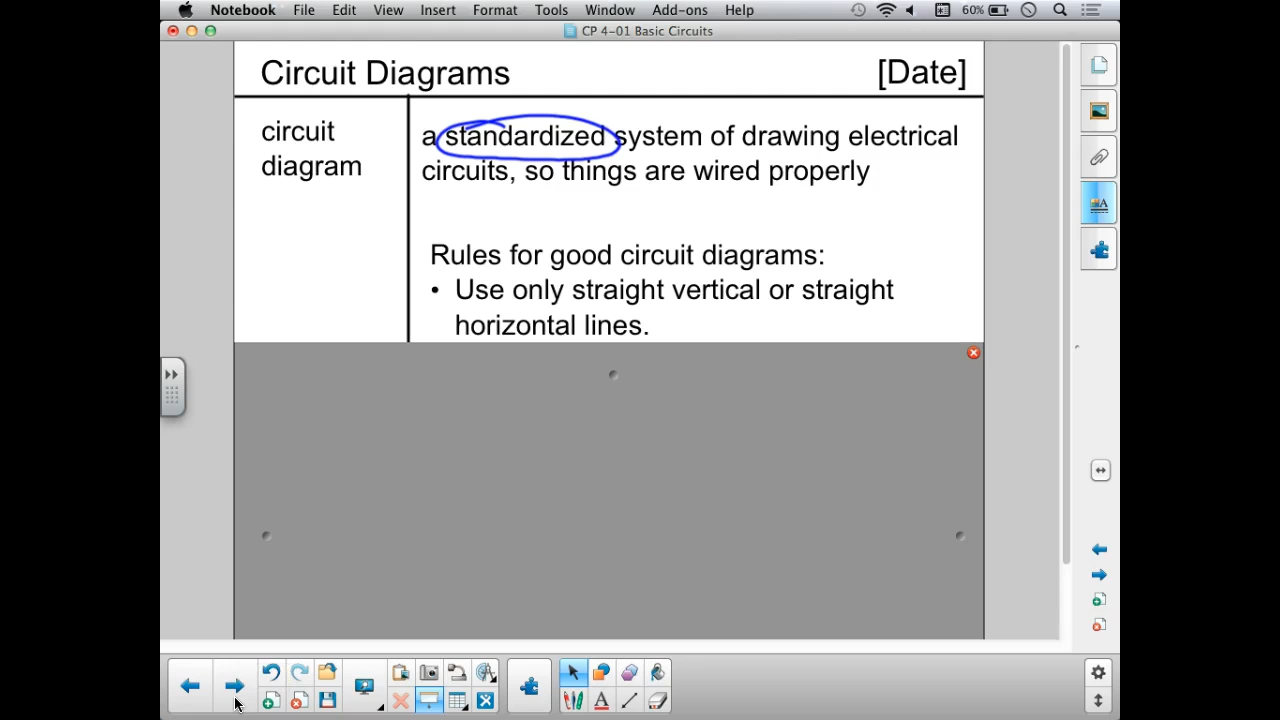 Notebook File Edit View Insert Format Tools Window Add-ons Help 60%
CP 4-01 Basic Circuits
Circuit Diagrams [Date]
circuit
diagram
a standardized system of drawing electrical
circuits, so things are wired properly
Rules for good circuit diagrams:
• Use only straight vertical or straight
horizontal lines.